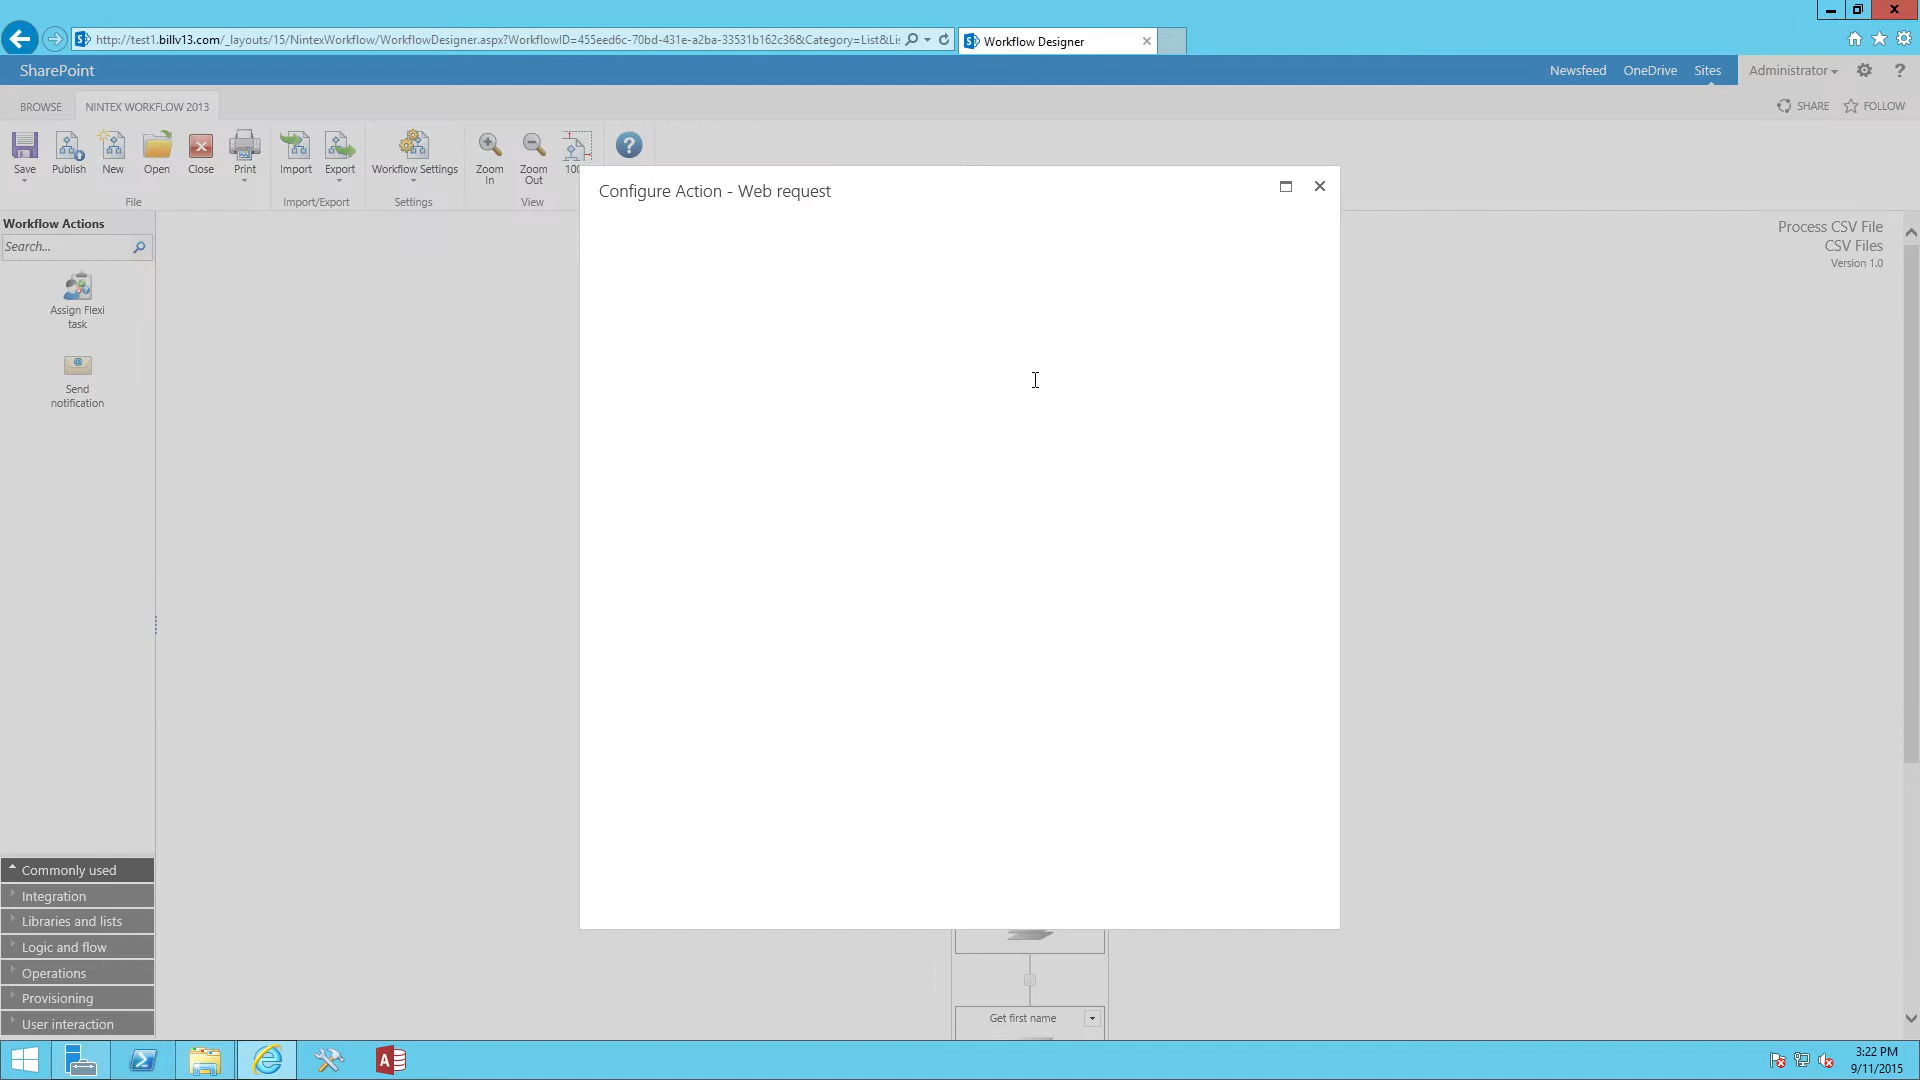 http://test1.billv13.com/_layouts/15/NintexWorkflow/WorkflowDesigner.aspx?WorkflowID=455eed6c-70bd-431e-a2ba-33531b162c36&Category=List&Li
Workflow Designer
SharePoint
Newsfeed
OneDrive
Sites
Administrator
?
BROWSE
NINTEX WORKFLOW 2013
SHARE
FOLLOW
Save
Publish
New
Open
Close
Print
Import
Export
Workflow Settings
Zoom In
Zoom Out
100
?
File
Import/Export
Settings
View
Configure Action - Web request
Workflow Actions
Search...
Process CSV File
CSV Files
Version 1.0
Assign Flexi
task
Send
notification
Commonly used
Integration
Libraries and lists
Logic and flow
Operations
Provisioning
User interaction
Get first name
3:22 PM
9/11/2015